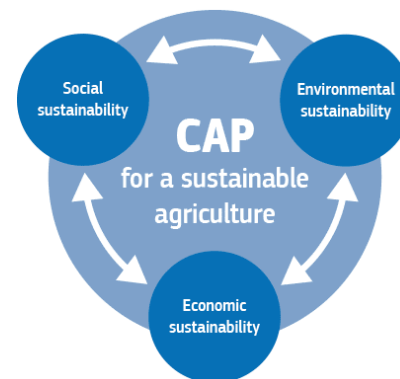 Social
sustainability
Environmental
sustainability
CAP
for a sustainable
agriculture
Economic
sustainability